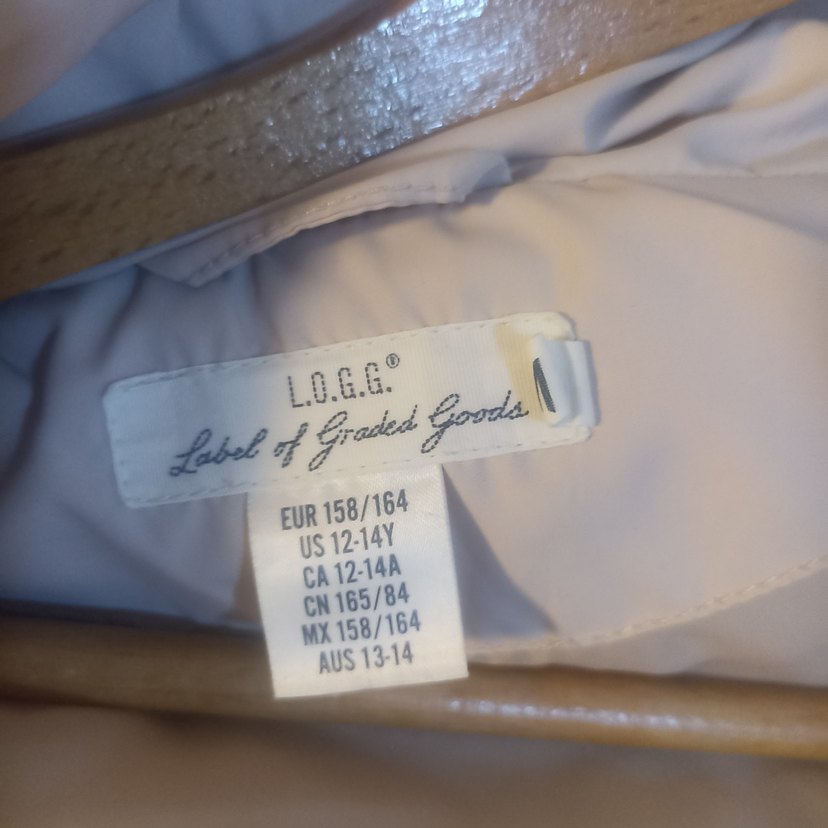 L.O.G.G.®
Label of Graded Goods
EUR 158/164
US 12-14Y
CA 12-14A
CN 165/84
MX 158/164
AUS 13-14